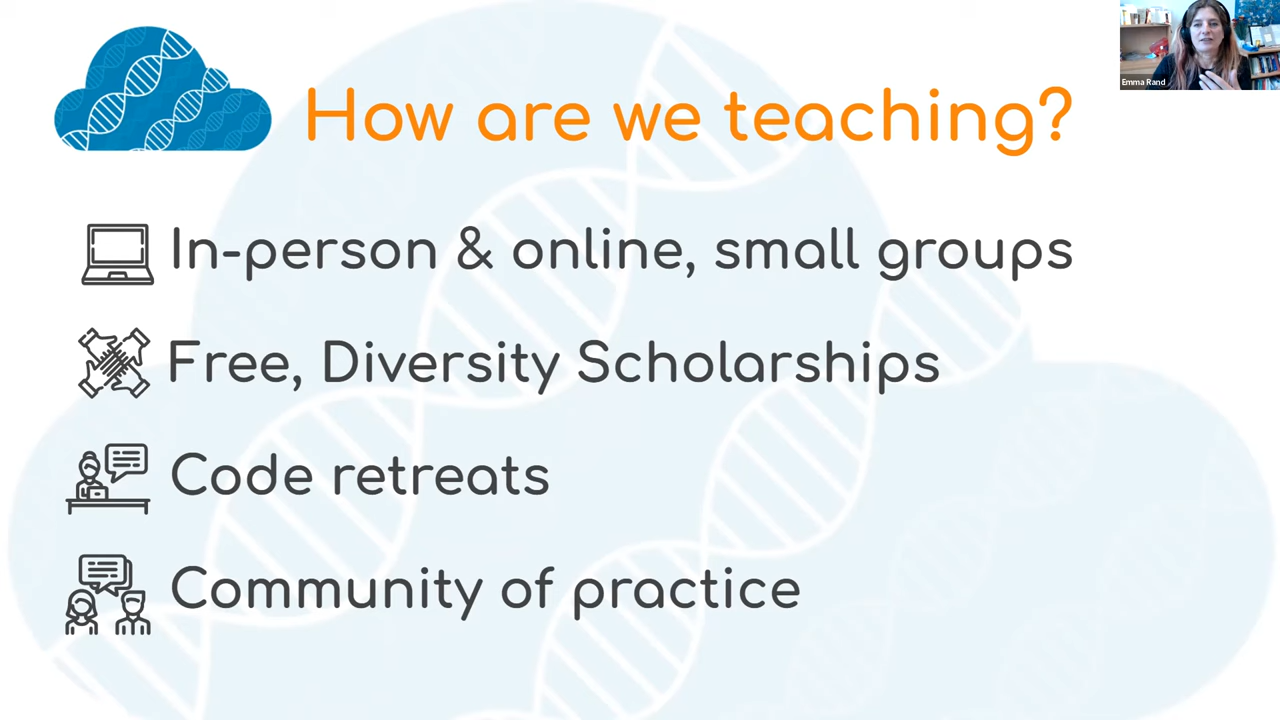 How are we teaching?
In-person & online, small groups
Free, Diversity Scholarships
Code retreats
Community of practice
Emma Rand